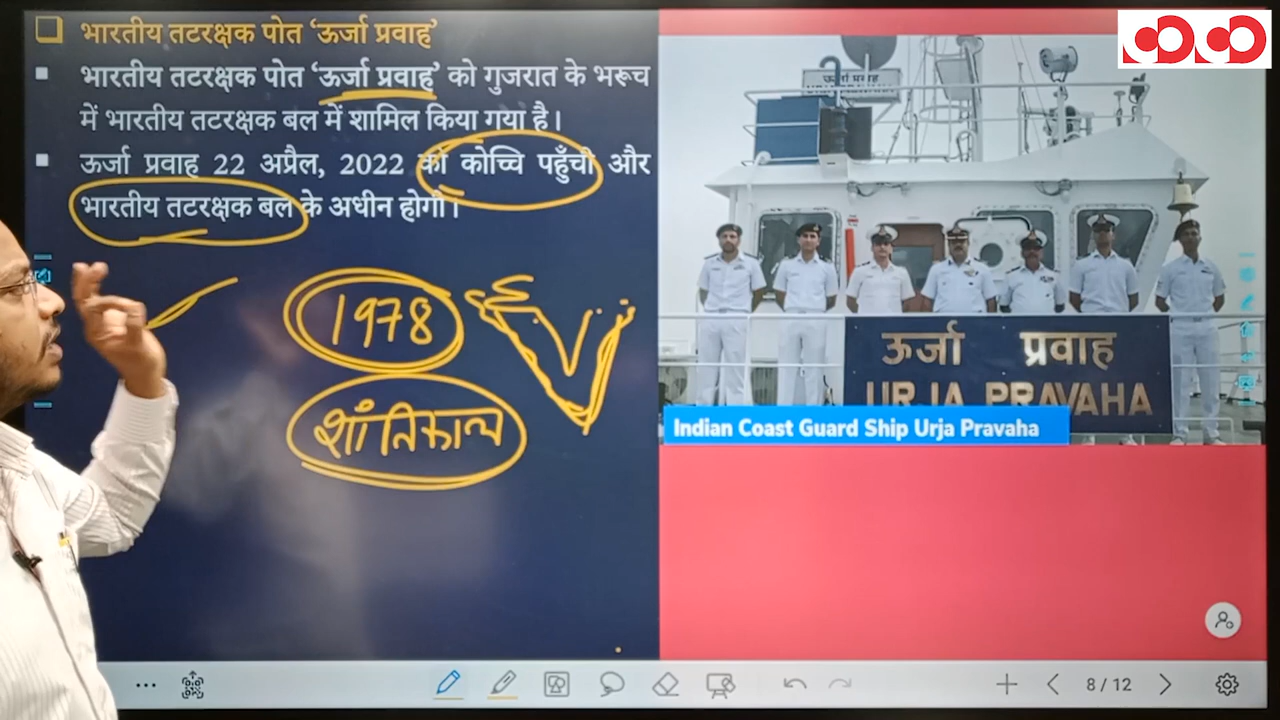 भारतीय तटरक्षक पोत ‘ऊर्जा प्रवाह’
भारतीय तटरक्षक पोत ‘ऊर्जा प्रवाह’ को गुजरात के भरूच
में भारतीय तटरक्षक बल में शामिल किया गया है।
ऊर्जा प्रवाह 22 अप्रैल, 2022 को कोच्चि पहुँची और
भारतीय तटरक्षक बल के अधीन होगी।
1978
शांतिकाल
ऊर्जा प्रवाह
ऊर्जा प्रवाह
URJA PRAVAHA
Indian Coast Guard Ship Urja Pravaha
8 / 12